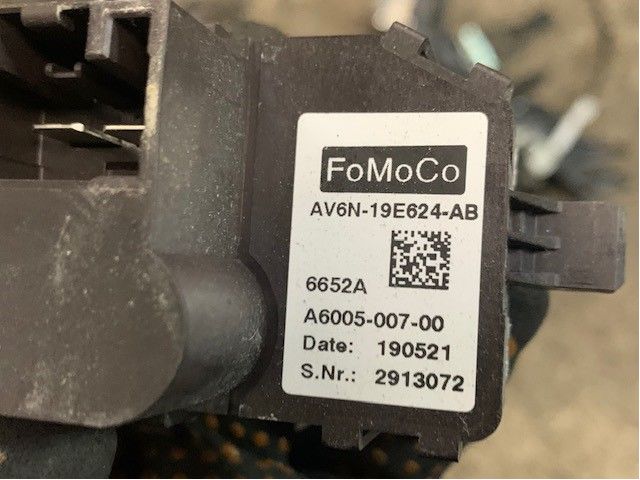 FoMoCo
AV6N-19E624-AB
6652A
A6005-007-00
Date: 190521
S.Nr.: 2913072